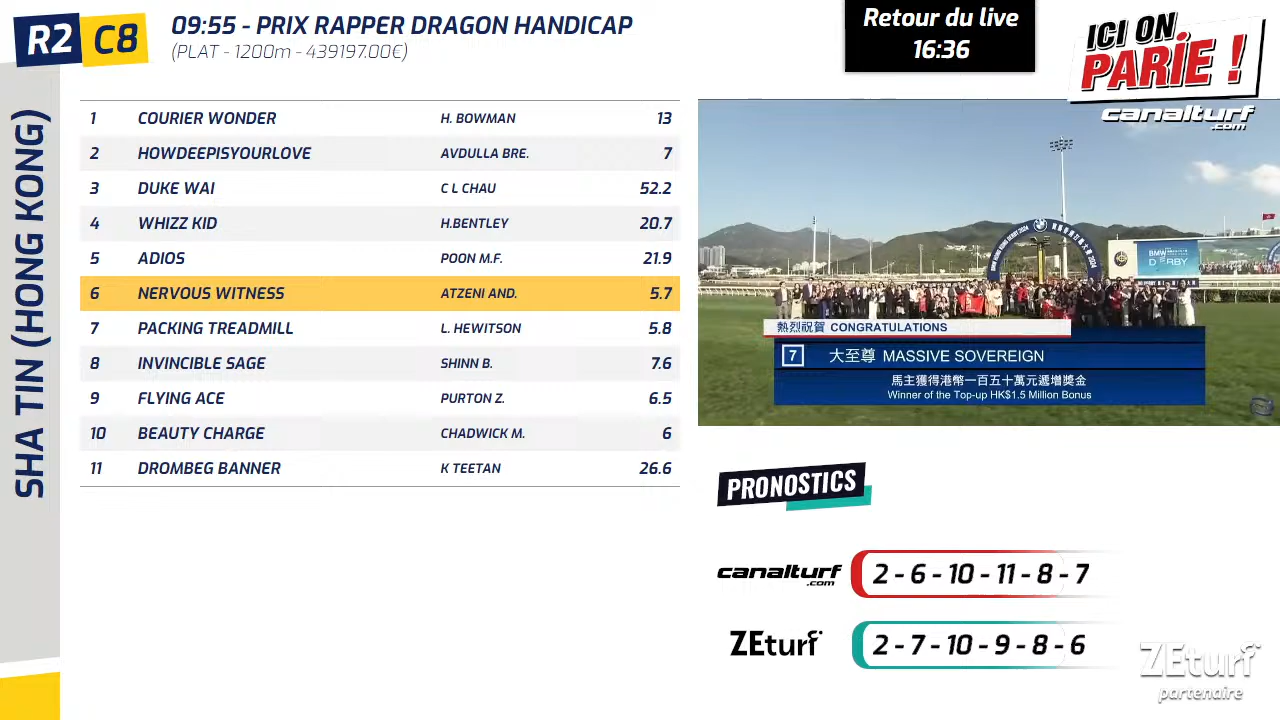 R2 C8
09:55 - PRIX RAPPER DRAGON HANDICAP
(PLAT - 1200m - 439197.00€)
Retour du live
16:36
ICI ON
PARIE !
canalturf
.com
SHA TIN (HONG KONG)
1 COURIER WONDER H. BOWMAN 13
2 HOWDEEPISYOURLOVE AVDULLA BRE. 7
3 DUKE WAI C L CHAU 52.2
4 WHIZZ KID H.BENTLEY 20.7
5 ADIOS POON M.F. 21.9
6 NERVOUS WITNESS ATZENI AND. 5.7
7 PACKING TREADMILL L. HEWITSON 5.8
8 INVINCIBLE SAGE SHINN B. 7.6
9 FLYING ACE PURTON Z. 6.5
10 BEAUTY CHARGE CHADWICK M. 6
11 DROMBEG BANNER K TEETAN 26.6
BMW
DERBY
熱烈祝賀 CONGRATULATIONS
7 大至尊 MASSIVE SOVEREIGN
馬主獲得港幣一百五十萬元遞增獎金
Winner of the Top-up HK$1.5 Million Bonus
PRONOSTICS
canalturf
.com
2 - 6 - 10 - 11 - 8 - 7
ZEturf
2 - 7 - 10 - 9 - 8 - 6
ZEturf
partenaire